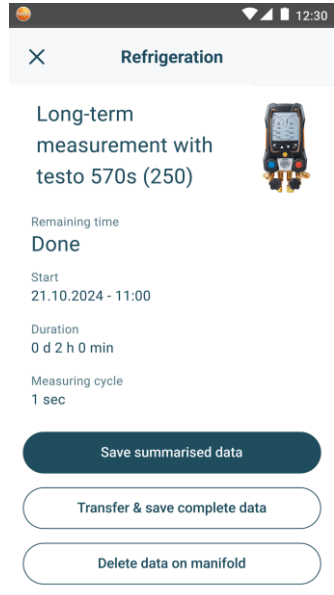 12:30
Refrigeration
Long-term
measurement with
testo 570s (250)
Remaining time
Done
Start
21.10.2024 - 11:00
Duration
0 d 2 h 0 min
Measuring cycle
1 sec
Save summarised data
Transfer & save complete data
Delete data on manifold